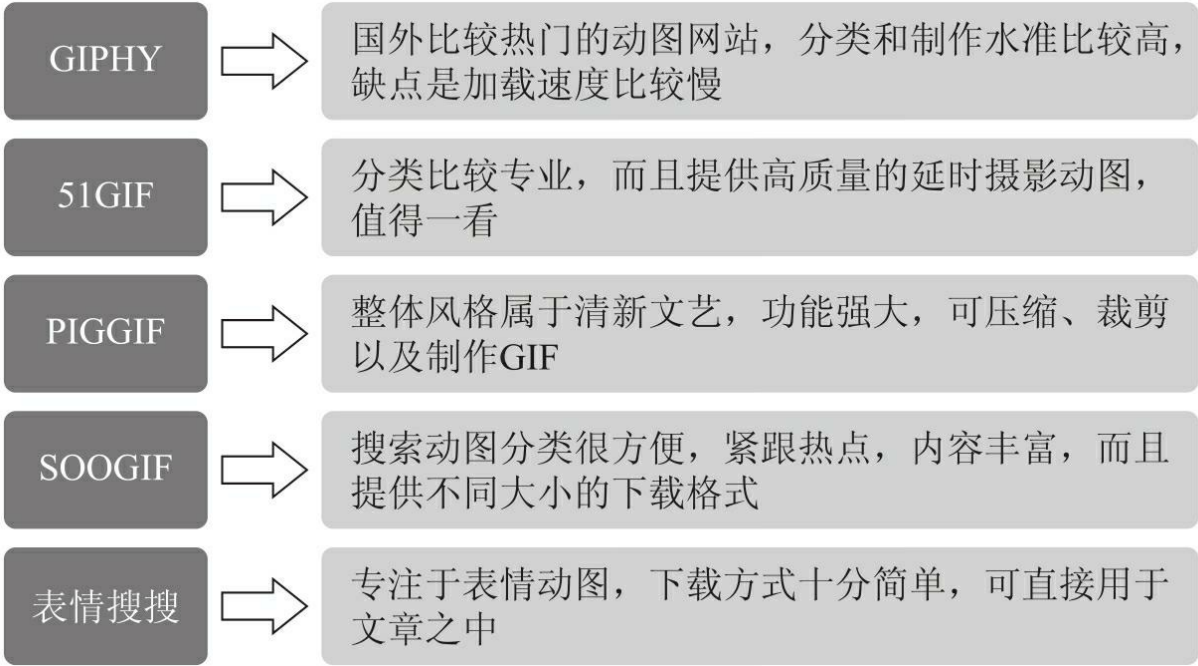 GIPHY
国外比较热门的动图网站，分类和制作水准比较高，
缺点是加载速度比较慢
51GIF
分类比较专业，而且提供高质量的延时摄影动图，
值得一看
PIGGIF
整体风格属于清新文艺，功能强大，可压缩、裁剪
以及制作GIF
SOOGIF
搜索动图分类很方便，紧跟热点，内容丰富，而且
提供不同大小的下载格式
表情搜搜
专注于表情动图，下载方式十分简单，可直接用于
文章之中